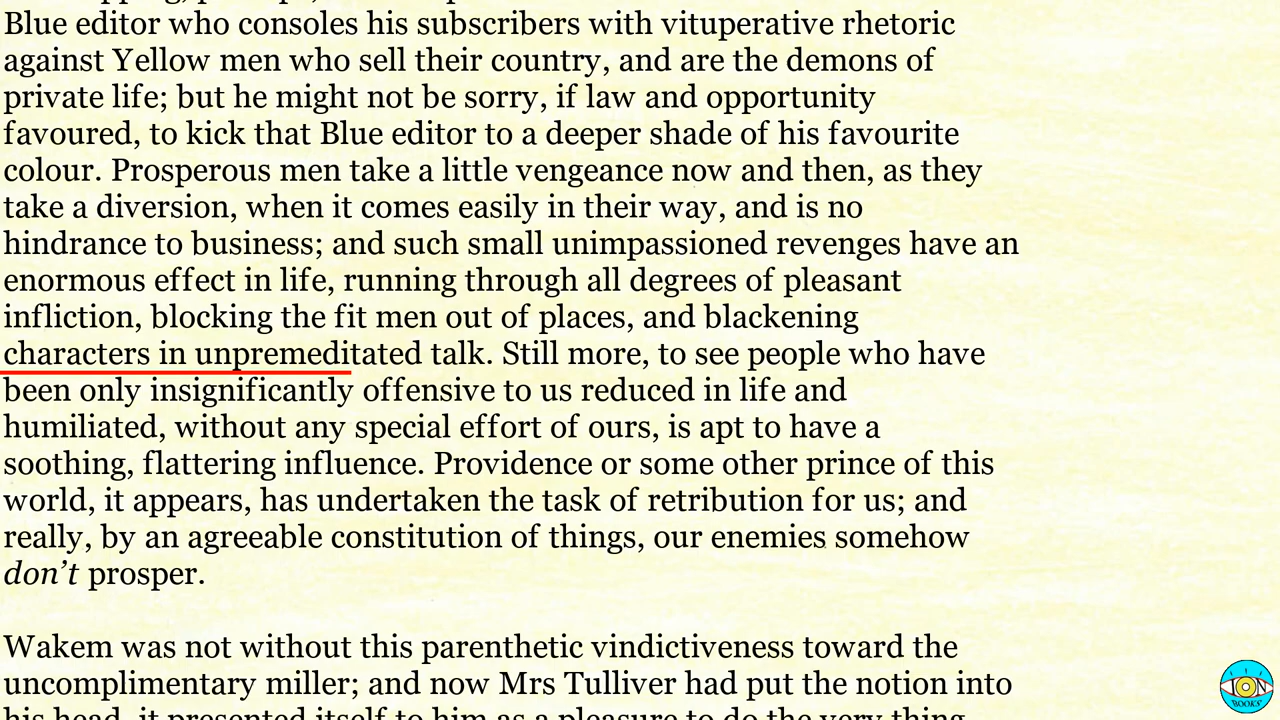 Blue editor who consoles his subscribers with vituperative rhetoric
against Yellow men who sell their country, and are the demons of
private life; but he might not be sorry, if law and opportunity
favoured, to kick that Blue editor to a deeper shade of his favourite
colour. Prosperous men take a little vengeance now and then, as they
take a diversion, when it comes easily in their way, and is no
hindrance to business; and such small unimpassioned revenges have an
enormous effect in life, running through all degrees of pleasant
infliction, blocking the fit men out of places, and blackening
characters in unpremeditated talk. Still more, to see people who have
been only insignificantly offensive to us reduced in life and
humiliated, without any special effort of ours, is apt to have a
soothing, flattering influence. Providence or some other prince of this
world, it appears, has undertaken the task of retribution for us; and
really, by an agreeable constitution of things, our enemies somehow
don’t prosper.
Wakem was not without this parenthetic vindictiveness toward the
uncomplimentary miller; and now Mrs Tulliver had put the notion into
his head, it presented itself to him as a pleasure to do the very thing
ION
BOOKS